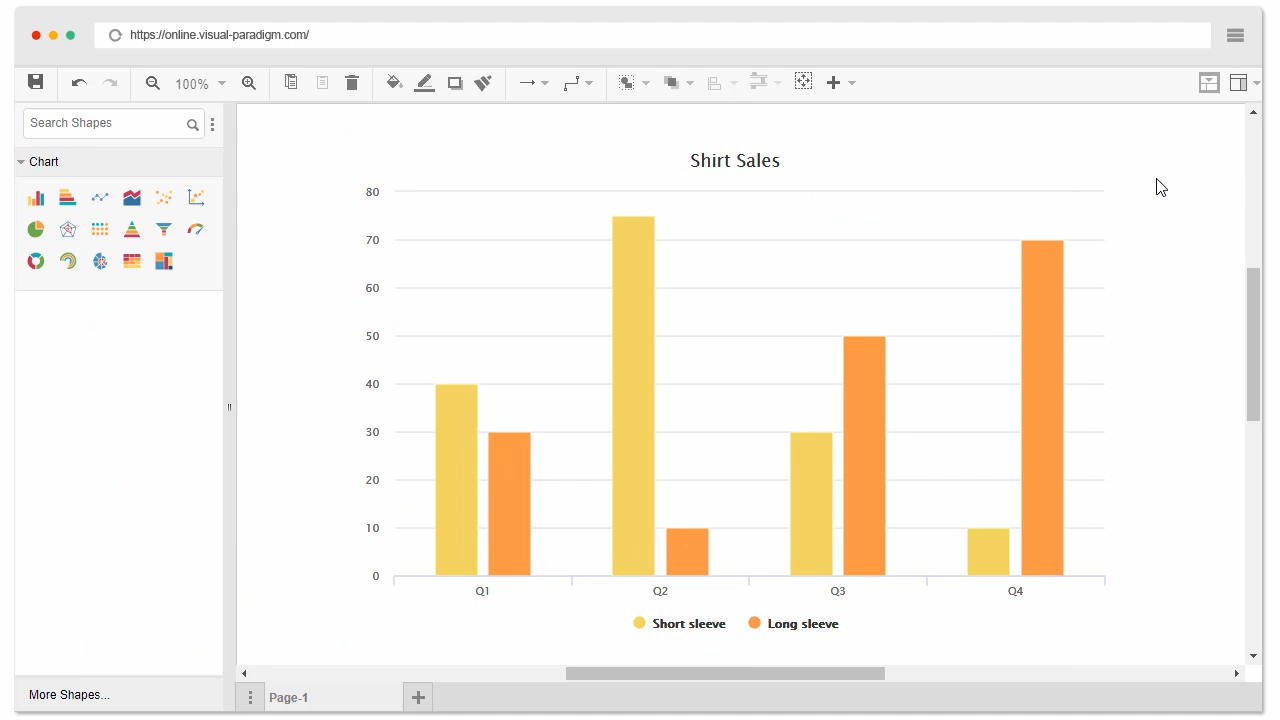 https://online.visual-paradigm.com/
100%
Search Shapes
Chart
Shirt Sales
80
70
60
50
40
30
20
10
0
Q1 Q2 Q3 Q4
Short sleeve Long sleeve
More Shapes...
Page-1